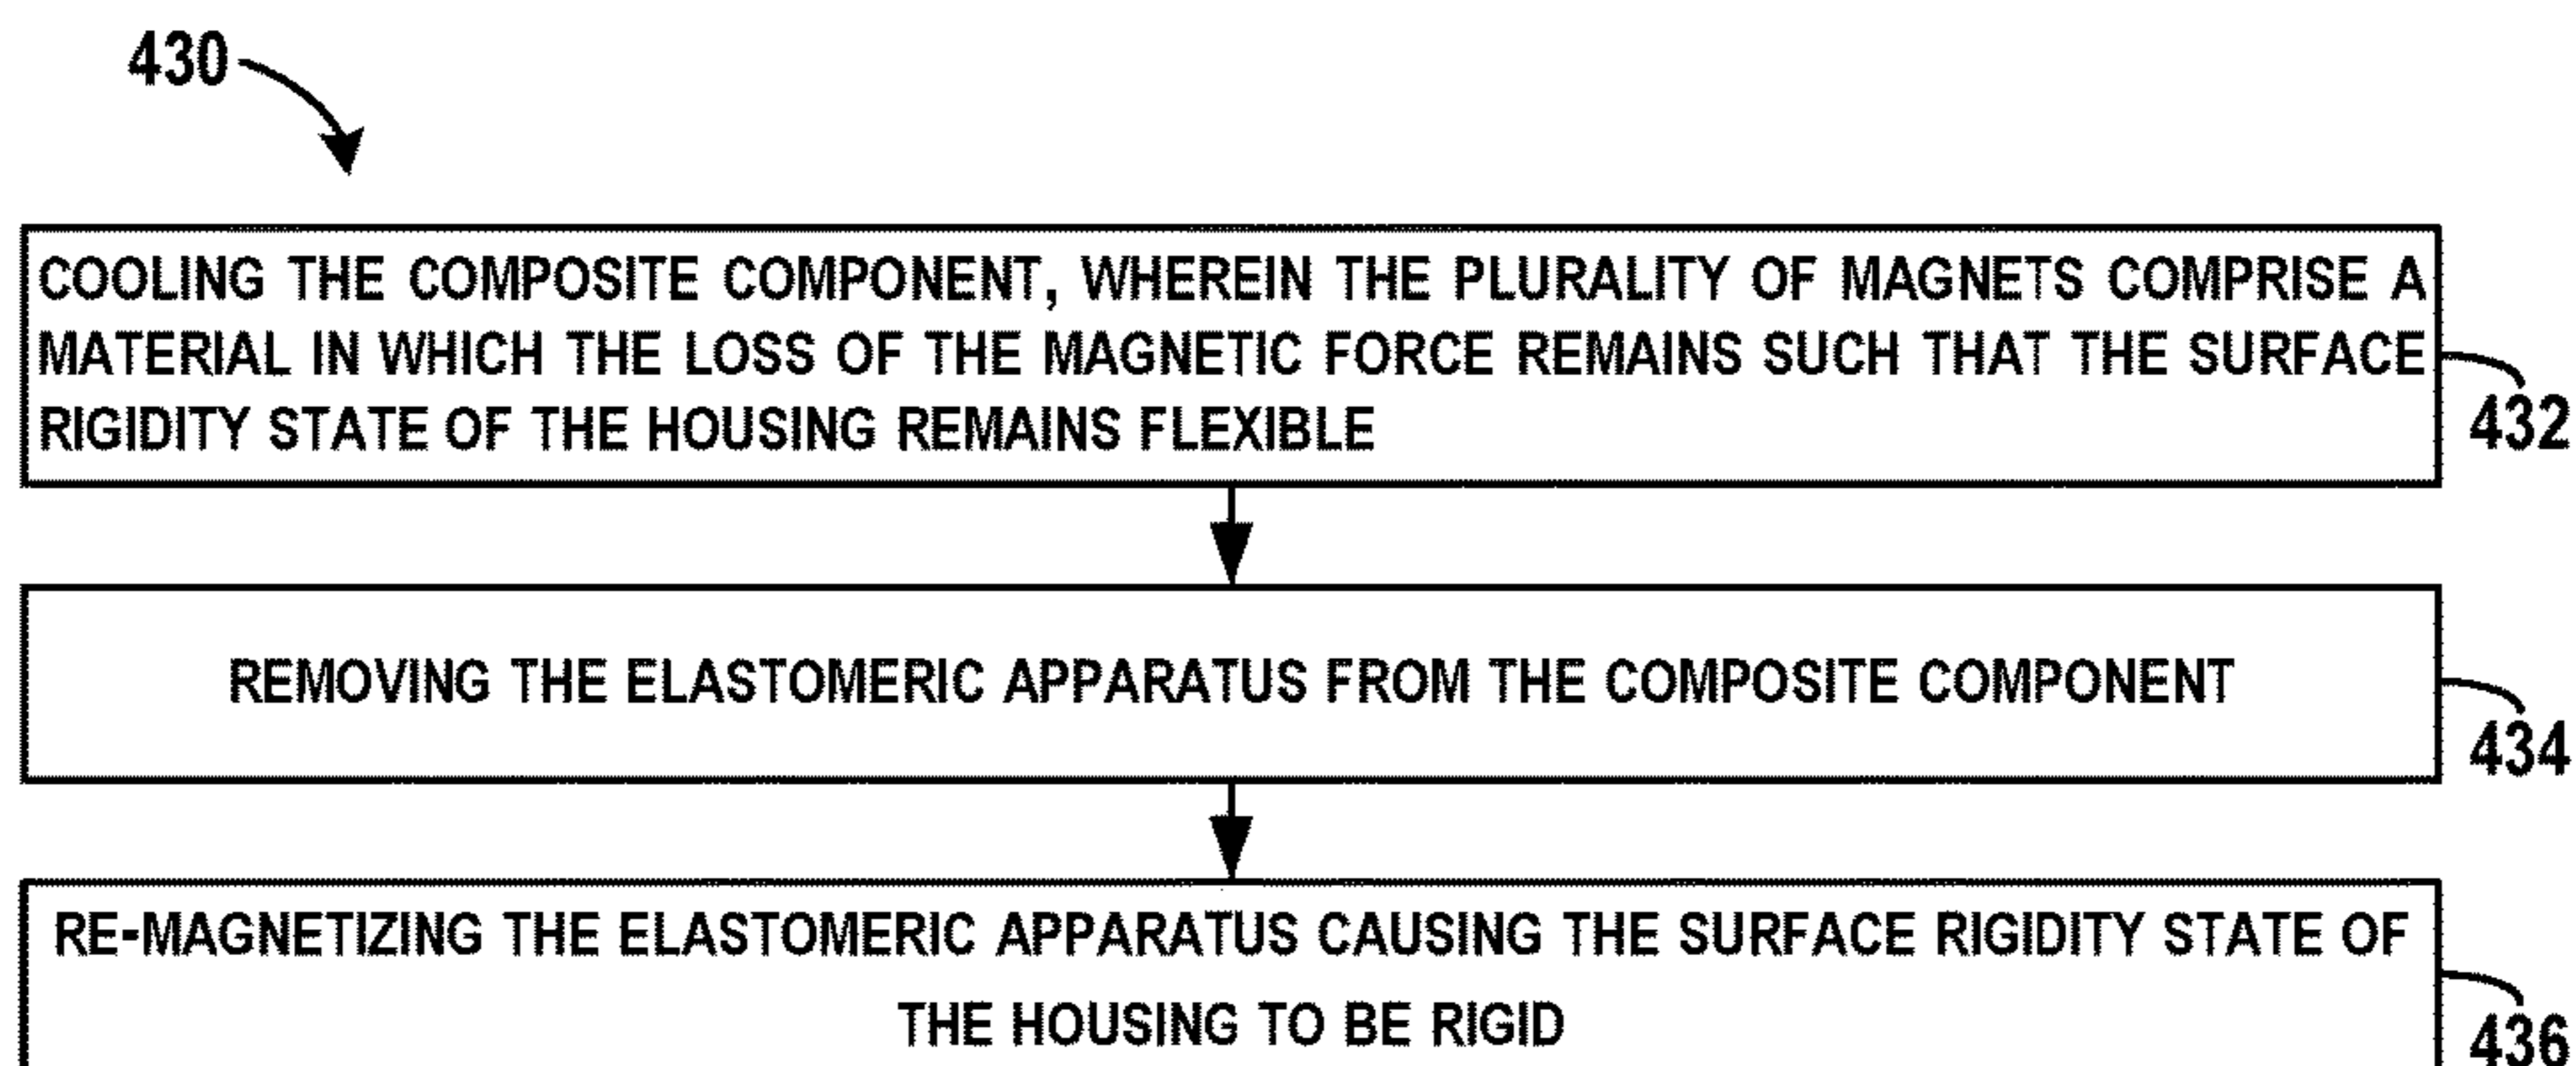 430
COOLING THE COMPOSITE COMPONENT, WHEREIN THE PLURALITY OF MAGNETS COMPRISE A
MATERIAL IN WHICH THE LOSS OF THE MAGNETIC FORCE REMAINS SUCH THAT THE SURFACE
RIGIDITY STATE OF THE HOUSING REMAINS FLEXIBLE
432
REMOVING THE ELASTOMERIC APPARATUS FROM THE COMPOSITE COMPONENT
434
RE-MAGNETIZING THE ELASTOMERIC APPARATUS CAUSING THE SURFACE RIGIDITY STATE OF
THE HOUSING TO BE RIGID
436